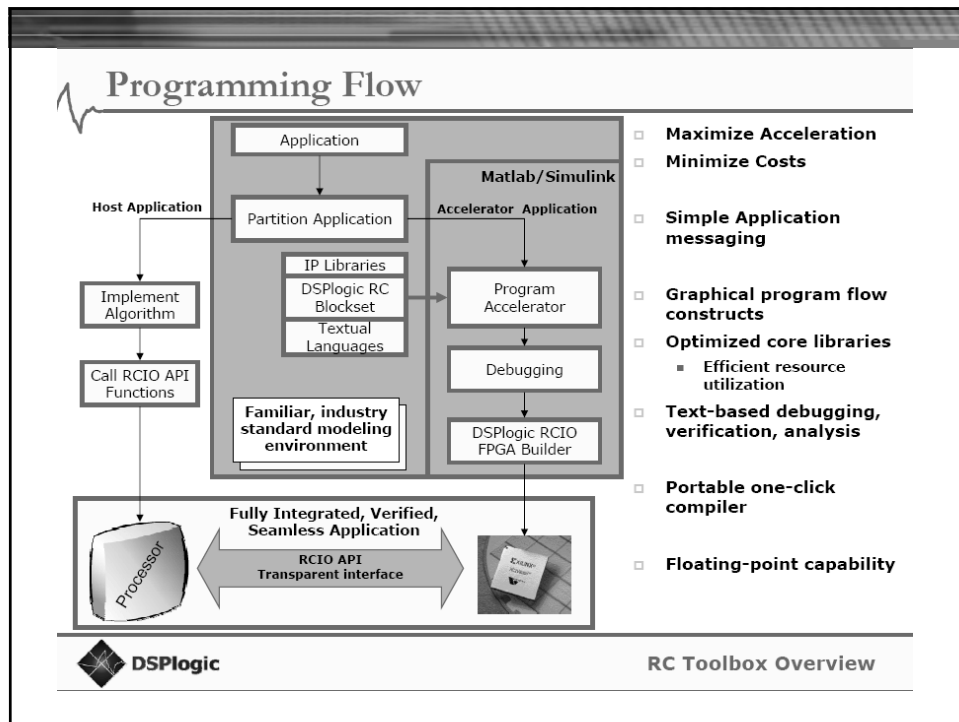 Programming Flow
Application
Matlab/Simulink
Host Application
Partition Application
Accelerator Application
IP Libraries
DSPlogic RC
Blockset
Textual
Languages
Implement
Algorithm
Program
Accelerator
Call RCIO API
Functions
Debugging
Familiar, industry
standard modeling
environment
DSPlogic RCIO
FPGA Builder
Fully Integrated, Verified,
Seamless Application
RCIO API
Transparent interface
Processor
XILINX
Maximize Acceleration
Minimize Costs
Simple Application
messaging
Graphical program flow
constructs
Optimized core libraries
Efficient resource
utilization
Text-based debugging,
verification, analysis
Portable one-click
compiler
Floating-point capability
DSPlogic
RC Toolbox Overview